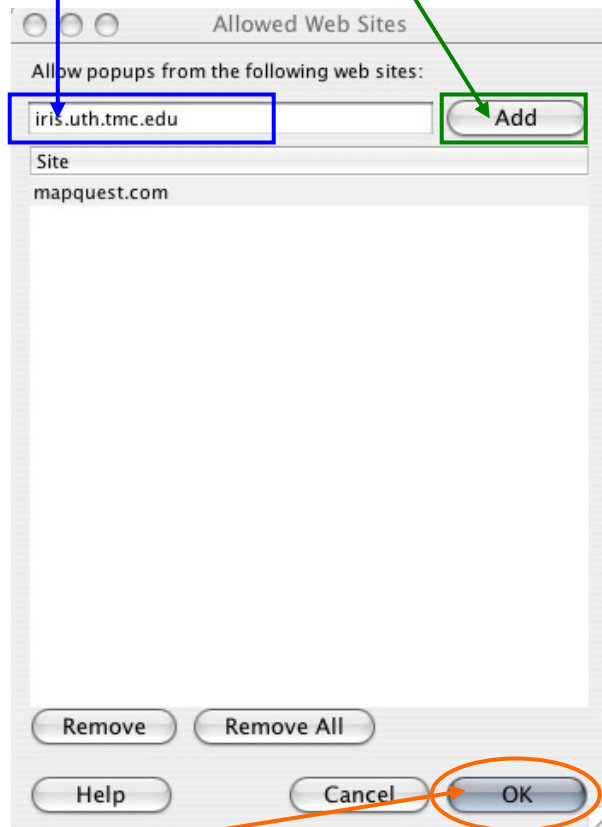 Allowed Web Sites
Allow popups from the following web sites:
iris.uth.tmc.edu Add
Site
mapquest.com
Remove Remove All
Help Cancel OK